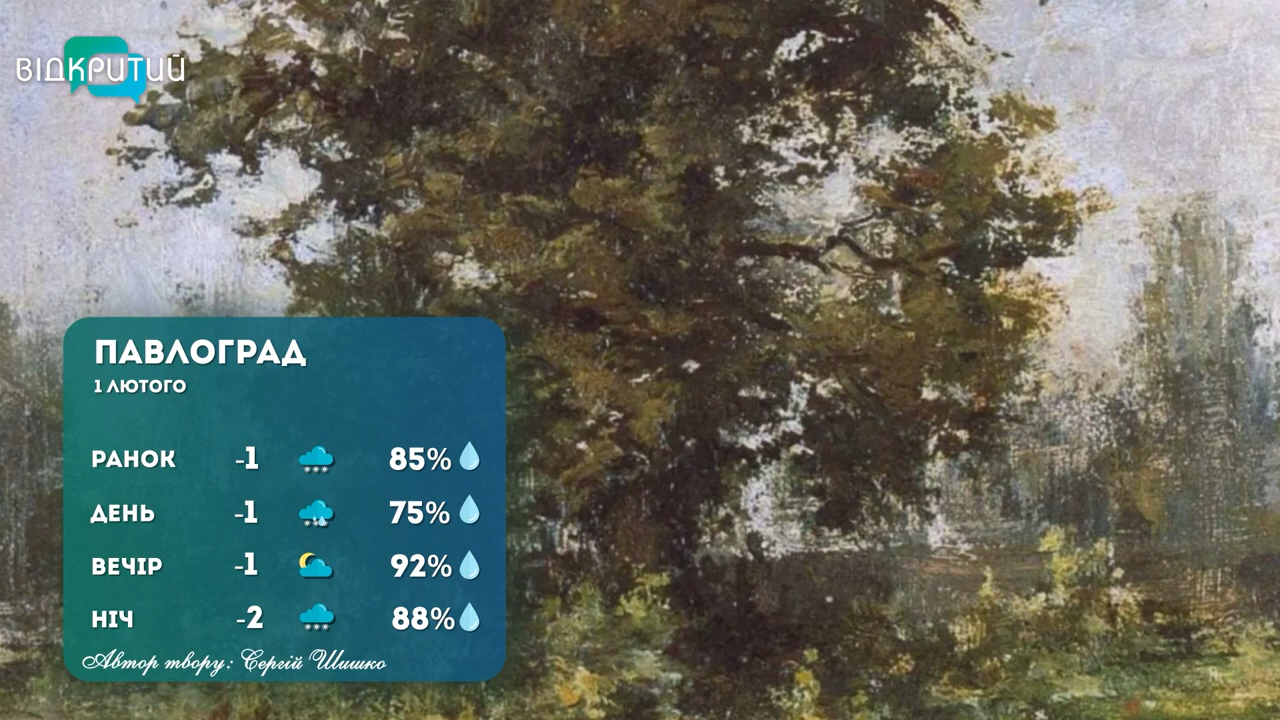 ВІДКРИТИЙ
ПАВЛОГРАД
1 ЛЮТОГО
РАНОК -1 85%
ДЕНЬ -1 75%
ВЕЧІР -1 92%
НІЧ -2 88%
Автор твору: Сергій Шишко